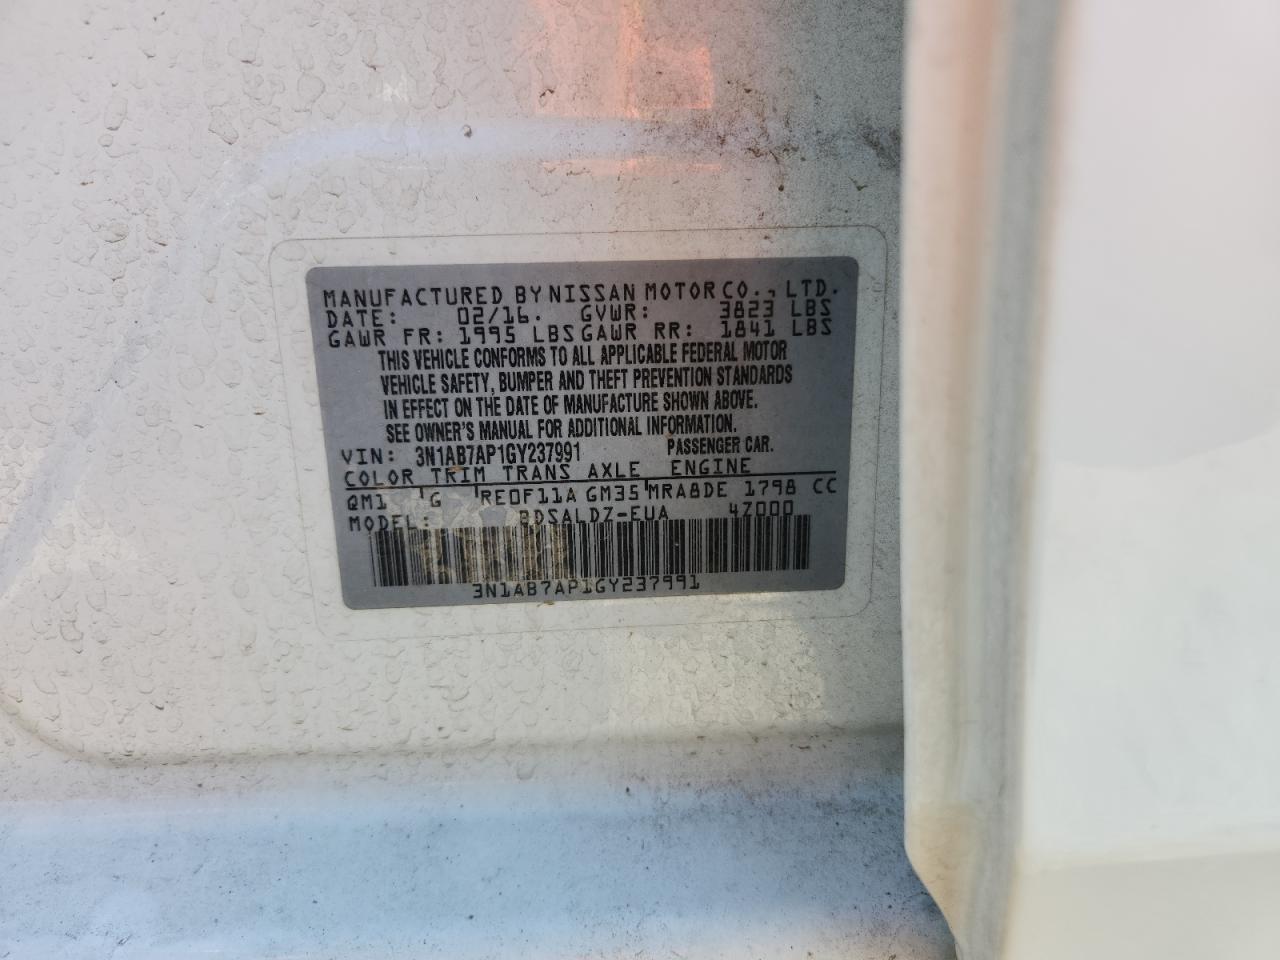 MANUFACTURED BY NISSAN MOTOR CO., LTD.
DATE: 02/16. GVWR: 3823 LBS
GAWR FR: 1995 LBS GAWR RR: 1841 LBS
THIS VEHICLE CONFORMS TO ALL APPLICABLE FEDERAL MOTOR
VEHICLE SAFETY, BUMPER AND THEFT PREVENTION STANDARDS
IN EFFECT ON THE DATE OF MANUFACTURE SHOWN ABOVE.
SEE OWNER'S MANUAL FOR ADDITIONAL INFORMATION.
VIN: 3N1AB7AP1GY237991 PASSENGER CAR.
COLOR TRIM TRANS AXLE ENGINE
QM1 G RE0F11A GM35 MRA8DE 1798 CC
MODEL: BDSALDZ-EUA 4Z000
3N1AB7AP1GY237991